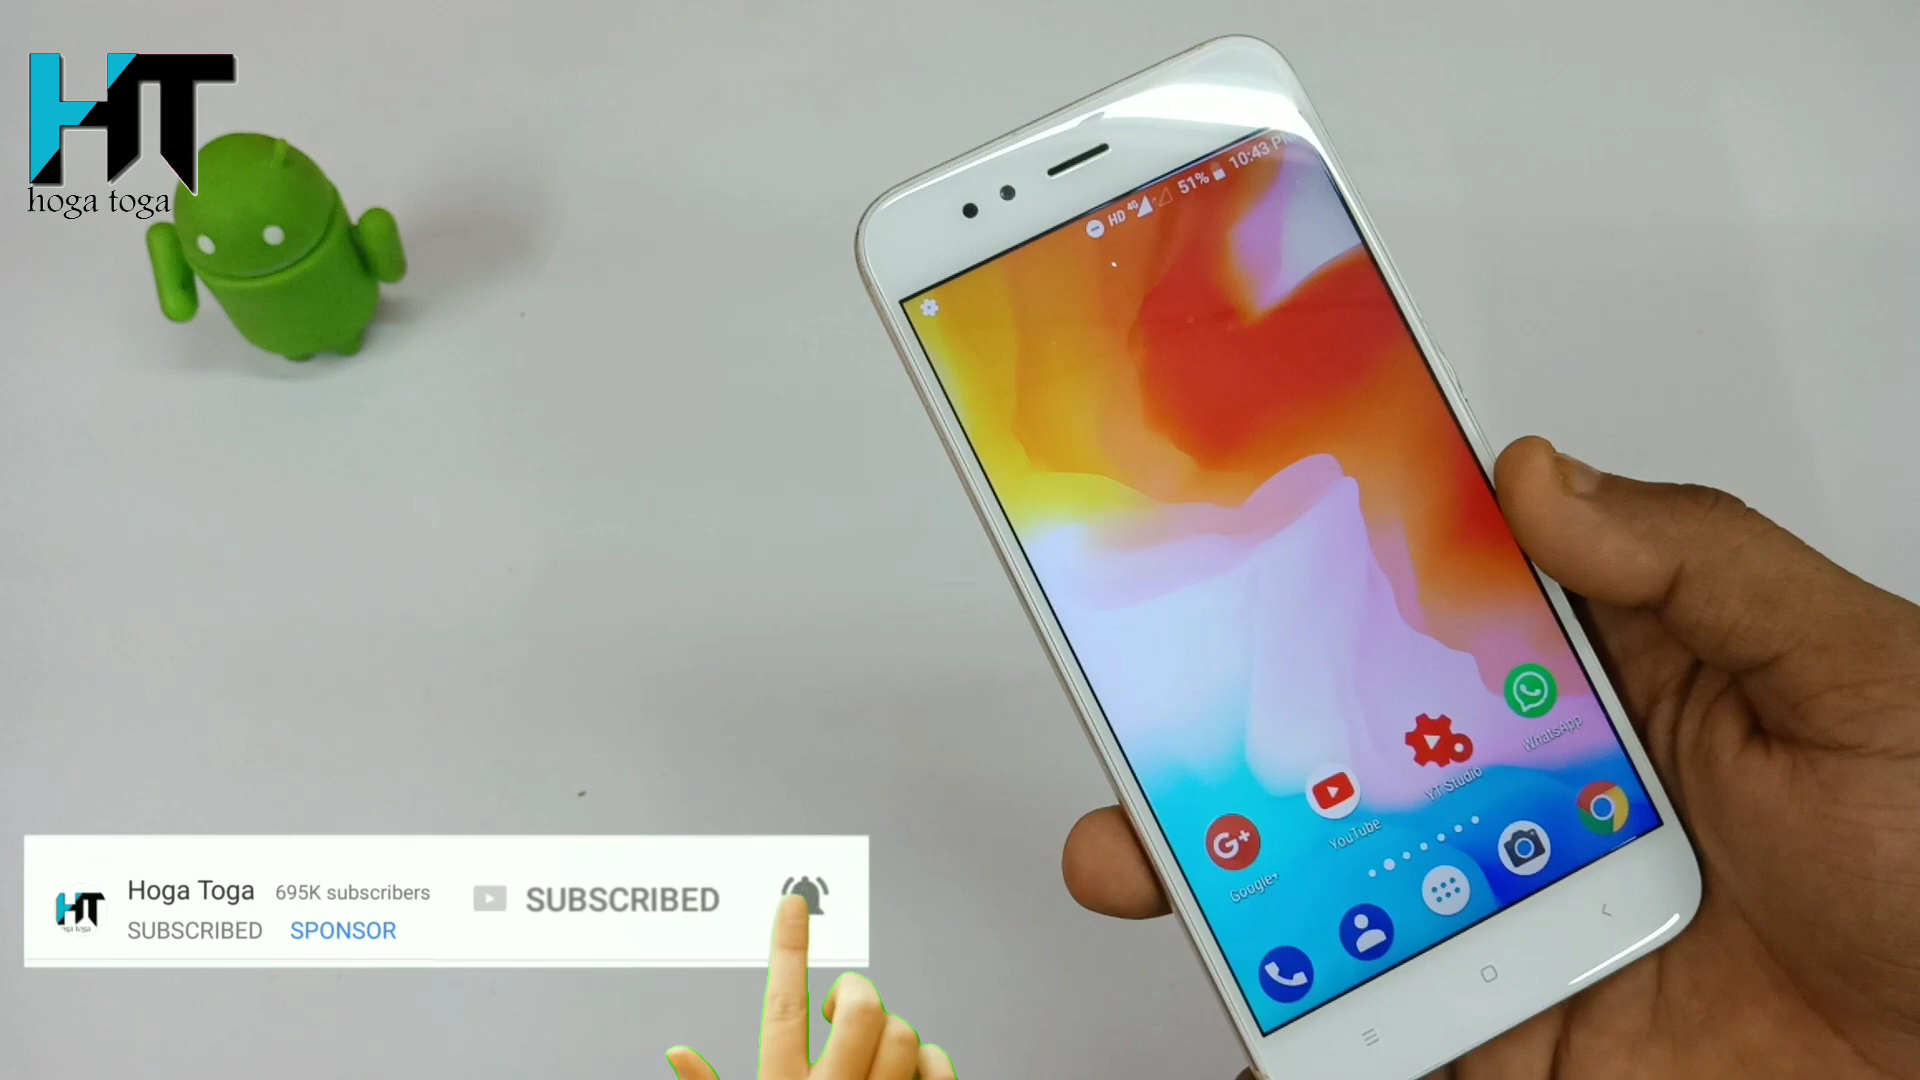 HT
hoga toga
HD 4G 51% 10:43 PM
WhatsApp
YT Studio
YouTube
Google+
G+
Hoga Toga 695K subscribers
SUBSCRIBED SPONSOR
SUBSCRIBED
HT